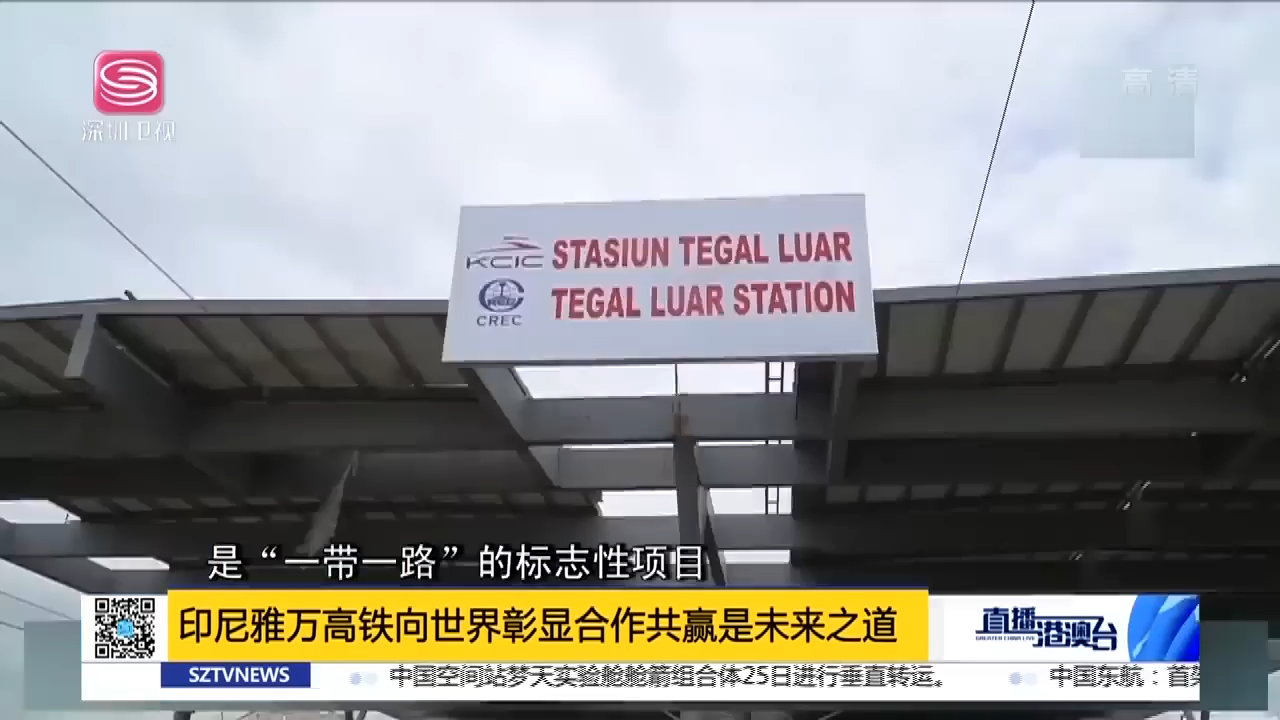 深圳卫视
高清
KCIC
STASIUN TEGAL LUAR
CREC
TEGAL LUAR STATION
是“一带一路”的标志性项目
印尼雅万高铁向世界彰显合作共赢是未来之道
直播港澳台
GREATER CHINA LIVE
SZTVNEWS
中国空间站梦天实验舱船箭组合体25日进行垂直转运。
中国东航：首